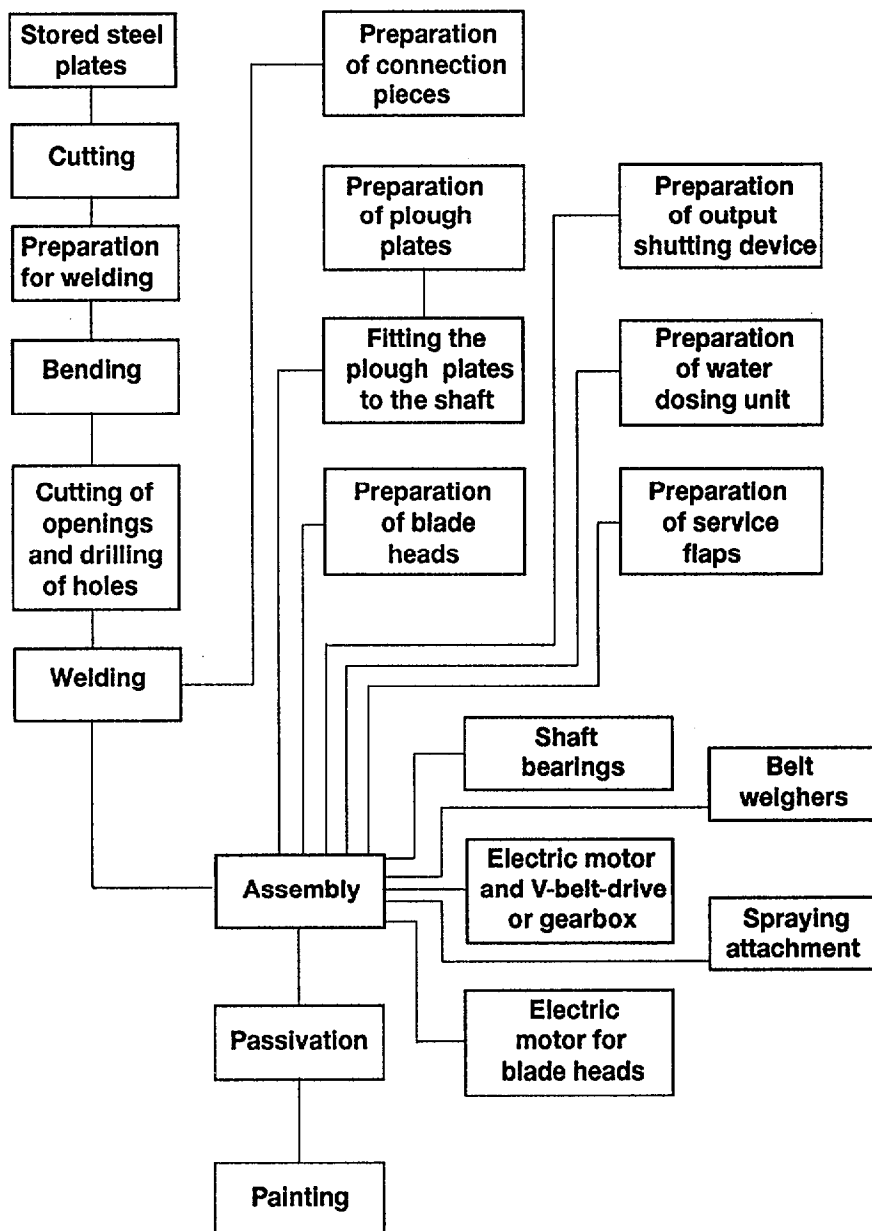 Stored steel
plates
Cutting
Preparation
for welding
Bending
Cutting of
openings
and drilling
of holes
Welding
Preparation
of connection
pieces
Preparation
of plough
plates
Fitting the
plough plates
to the shaft
Preparation
of blade
heads
Preparation
of output
shutting device
Preparation
of water
dosing unit
Preparation
of service
flaps
Shaft
bearings
Belt
weighers
Assembly
Electric motor
and V-belt-drive
or gearbox
Spraying
attachment
Electric
motor for
blade heads
Passivation
Painting